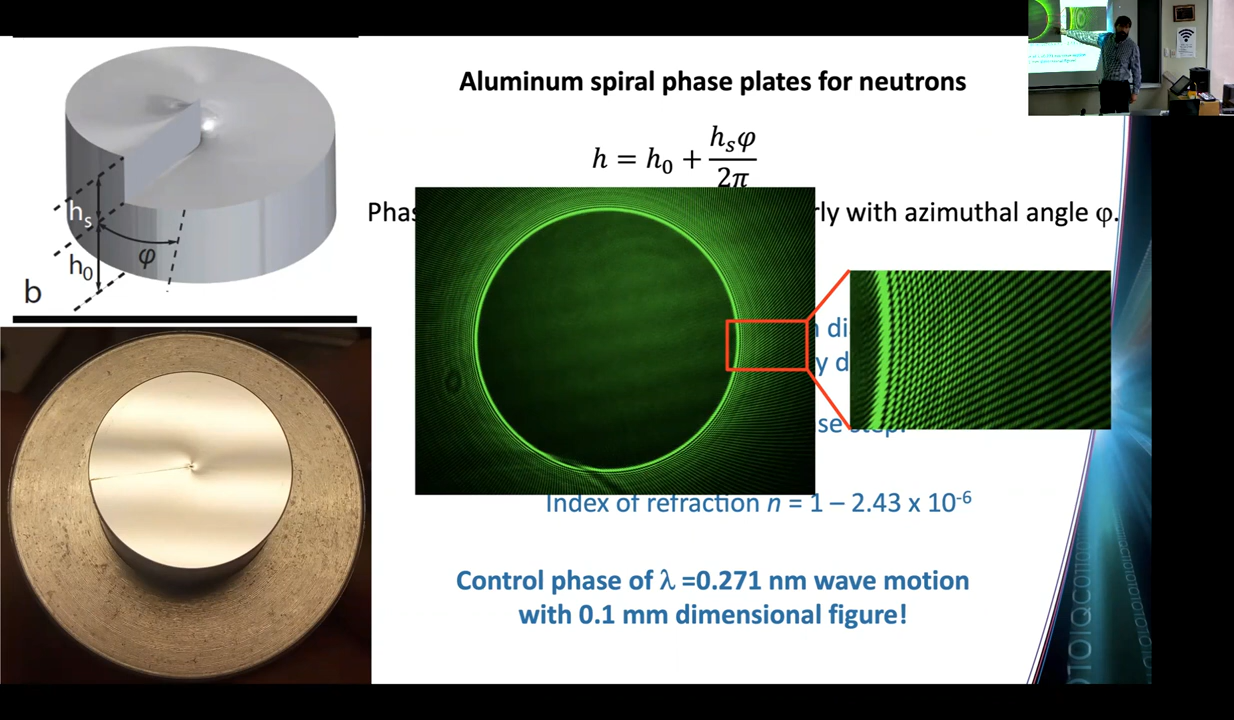 Aluminum spiral phase plates for neutrons
h = h₀ + hₛφ / 2π
rly with azimuthal angle φ.
hₛ
φ
h₀
b
Index of refraction n = 1 – 2.43 x 10⁻⁶
Control phase of λ =0.271 nm wave motion
with 0.1 mm dimensional figure!